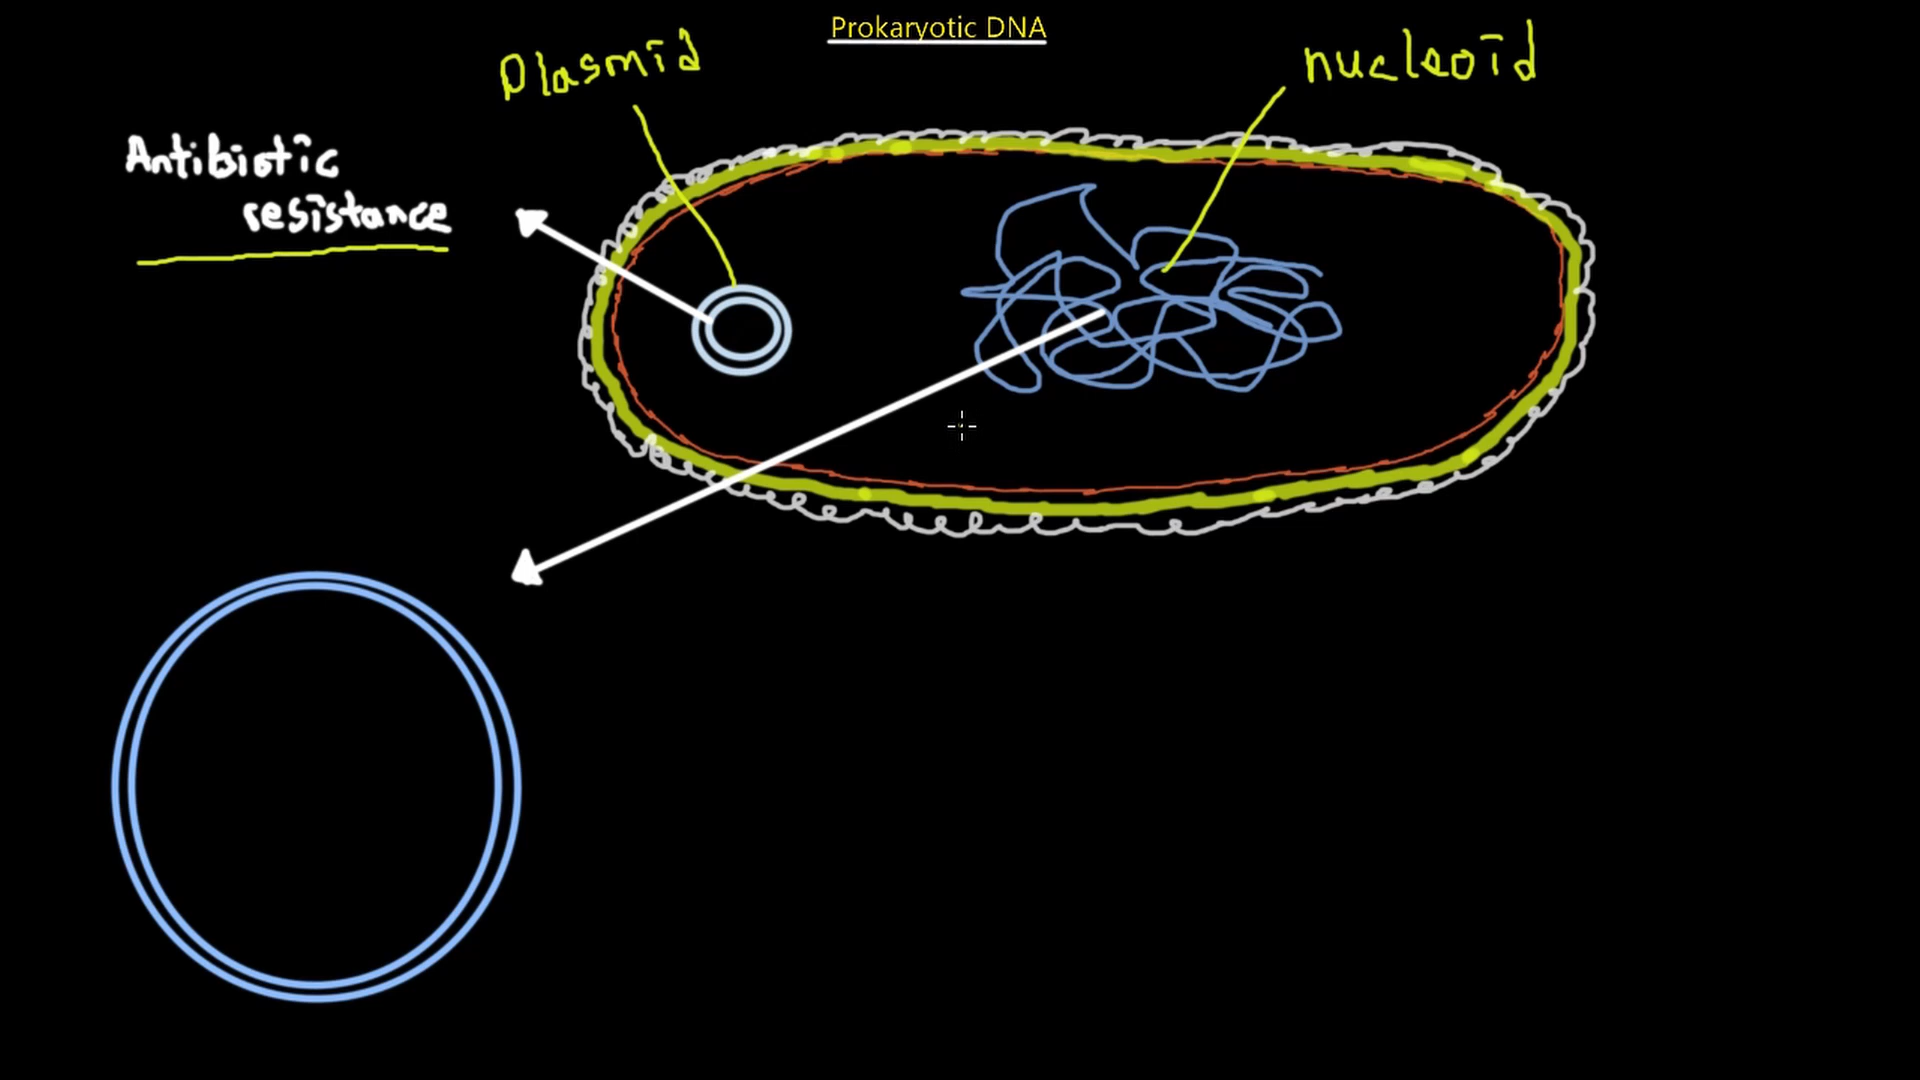 Prokaryotic DNA
Plasmid
nucleoid
Antibiotic
resistance